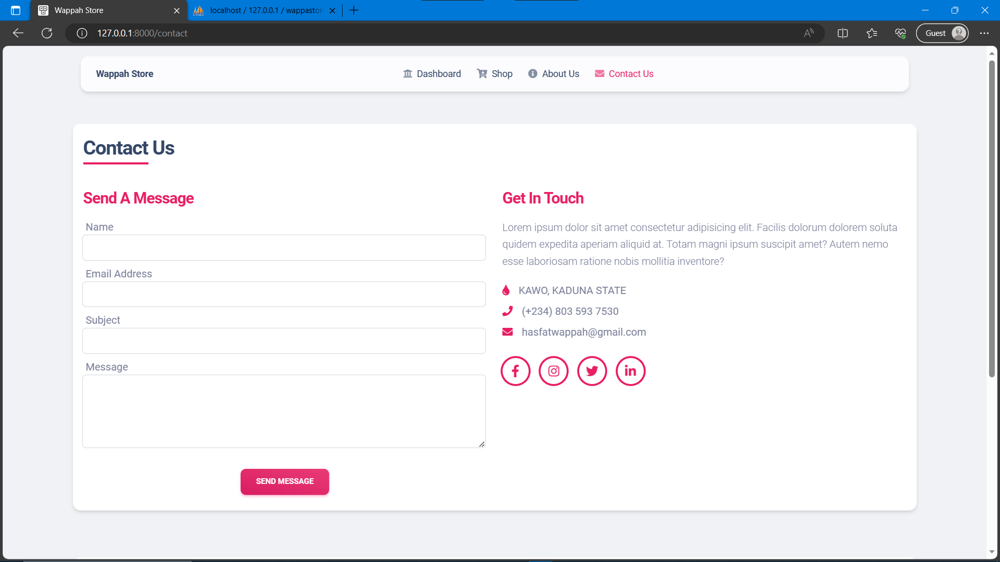 Wappah Store
localhost / 127.0.0.1 / wappastor
127.0.0.1:8000/contact
Guest
Wappah Store
Dashboard
Shop
About Us
Contact Us
Contact Us
Send A Message
Name
Email Address
Subject
Message
SEND MESSAGE
Get In Touch
Lorem ipsum dolor sit amet consectetur adipisicing elit. Facilis dolorum dolorem soluta
quidem expedita aperiam aliquid at. Totam magni ipsum suscipit amet? Autem nemo
esse laboriosam ratione nobis mollitia inventore?
KAWO, KADUNA STATE
(+234) 803 593 7530
hasfatwappah@gmail.com